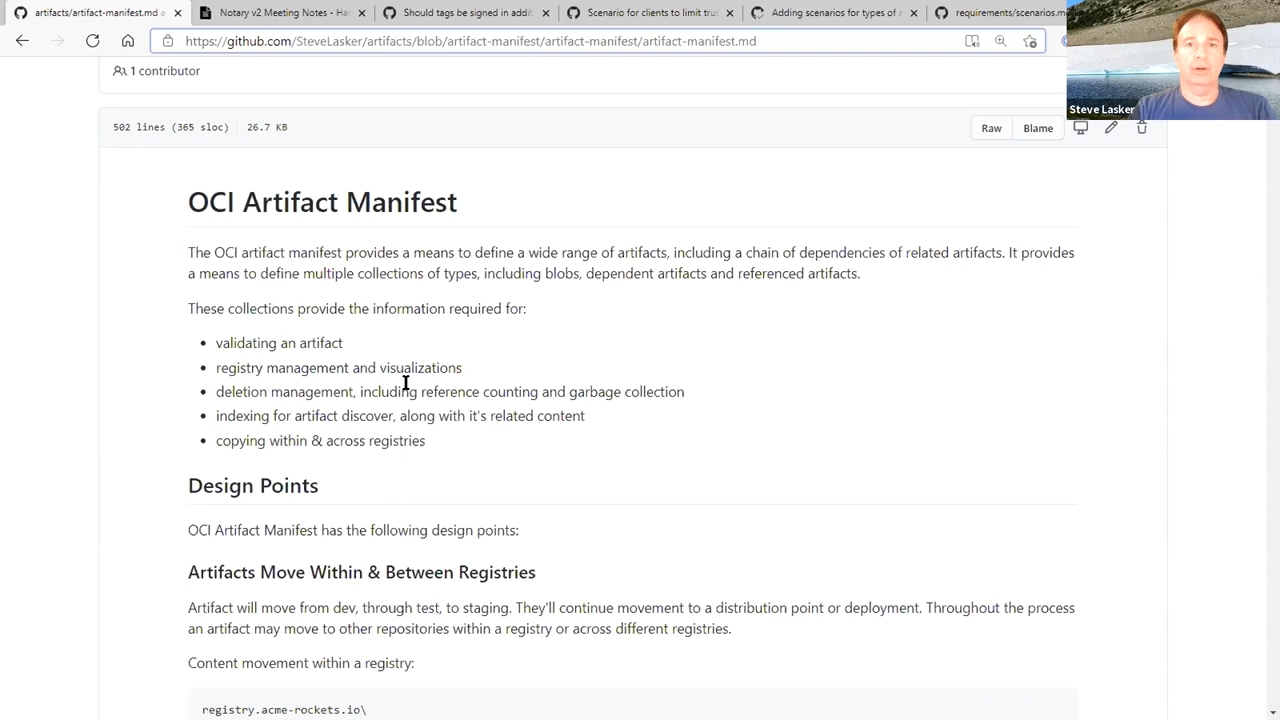 artifacts/artifact-manifest.md a
Notary v2 Meeting Notes - Ha
Should tags be signed in addi
Scenario for clients to limit t
Adding scenarios for types of a
requirements/scenarios.m
https://github.com/SteveLasker/artifacts/blob/artifact-manifest/artifact-manifest/artifact-manifest.md
1 contributor
Steve Lasker
502 lines (365 sloc) 26.7 KB
Raw
Blame
OCI Artifact Manifest
The OCI artifact manifest provides a means to define a wide range of artifacts, including a chain of dependencies of related artifacts. It provides
a means to define multiple collections of types, including blobs, dependent artifacts and referenced artifacts.
These collections provide the information required for:
• validating an artifact
• registry management and visualizations
• deletion management, including reference counting and garbage collection
• indexing for artifact discover, along with it's related content
• copying within & across registries
Design Points
OCI Artifact Manifest has the following design points:
Artifacts Move Within & Between Registries
Artifact will move from dev, through test, to staging. They'll continue movement to a distribution point or deployment. Throughout the process
an artifact may move to other repositories within a registry or across different registries.
Content movement within a registry:
registry.acme-rockets.io\